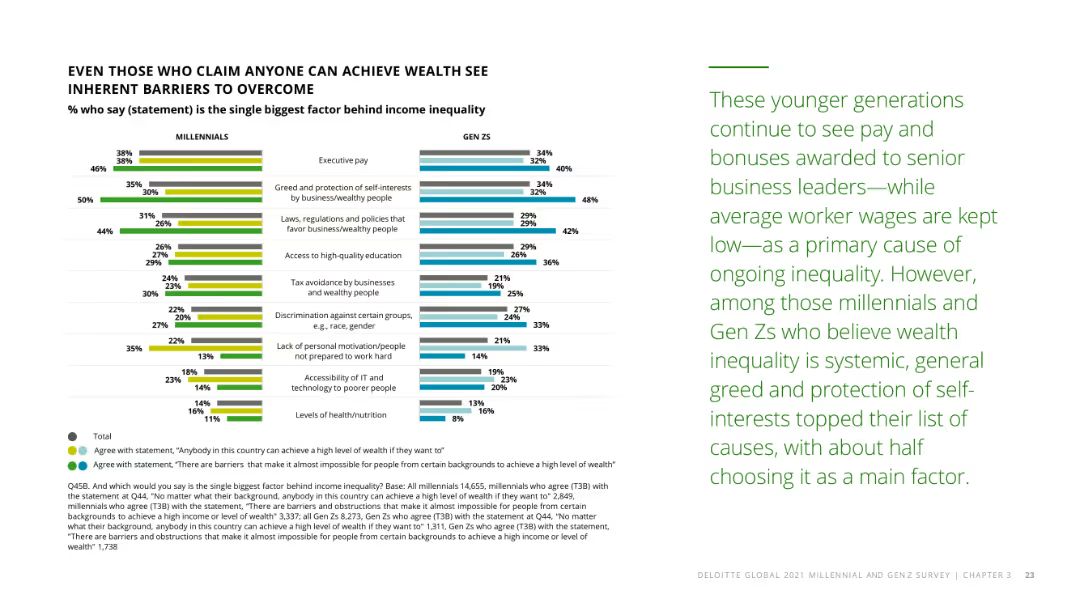 EVEN THOSE WHO CLAIM ANYONE CAN ACHIEVE WEALTH SEE
INHERENT BARRIERS TO OVERCOME
% who say (statement) is the single biggest factor behind income inequality
MILLENNIALS
GEN ZS
38%
38%
46%
Executive pay
34%
32%
40%
35%
30%
50%
Greed and protection of self-interests
by business/wealthy people
34%
32%
48%
31%
26%
44%
Laws, regulations and policies that
favor business/wealthy people
29%
29%
42%
26%
27%
29%
Access to high-quality education
29%
26%
36%
24%
23%
30%
Tax avoidance by businesses
and wealthy people
21%
19%
25%
22%
20%
27%
Discrimination against certain groups,
e.g., race, gender
27%
24%
33%
22%
35%
13%
Lack of personal motivation/people
not prepared to work hard
21%
33%
14%
18%
23%
14%
Accessibility of IT and
technology to poorer people
19%
23%
20%
14%
16%
11%
Levels of health/nutrition
13%
16%
8%
Total
Agree with statement, "Anybody in this country can achieve a high level of wealth if they want to"
Agree with statement, "There are barriers that make it almost impossible for people from certain backgrounds to achieve a high level of wealth"
Q45B. And which would you say is the single biggest factor behind income inequality? Base: All millennials 14,655, millennials who agree (T3B) with
the statement at Q44, "No matter what their background, anybody in this country can achieve a high level of wealth if they want to" 2,849,
millennials who agree (T3B) with the statement, "There are barriers and obstructions that make it almost impossible for people from certain
backgrounds to achieve a high income or level of wealth" 3,337; all Gen Zs 8,273, Gen Zs who agree (T3B) with the statement at Q44, "No matter
what their background, anybody in this country can achieve a high level of wealth if they want to" 1,311, Gen Zs who agree (T3B) with the statement,
"There are barriers and obstructions that make it almost impossible for people from certain backgrounds to achieve a high income or level of
wealth" 1,738
These younger generations
continue to see pay and
bonuses awarded to senior
business leaders—while
average worker wages are kept
low—as a primary cause of
ongoing inequality. However,
among those millennials and
Gen Zs who believe wealth
inequality is systemic, general
greed and protection of self-
interests topped their list of
causes, with about half
choosing it as a main factor.
DELOITTE GLOBAL 2021 MILLENNIAL AND GEN Z SURVEY | CHAPTER 3 23